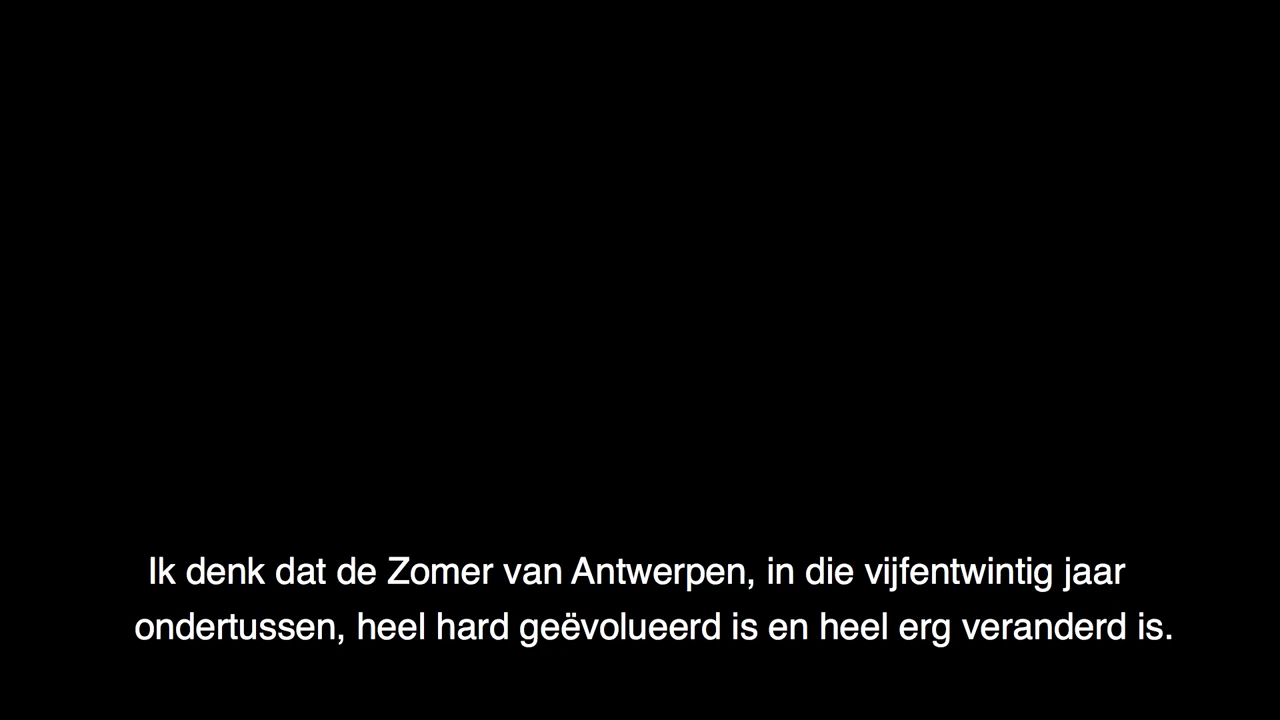 Ik denk dat de Zomer van Antwerpen, in die vijfentwintig jaar
ondertussen, heel hard geëvolueerd is en heel erg veranderd is.